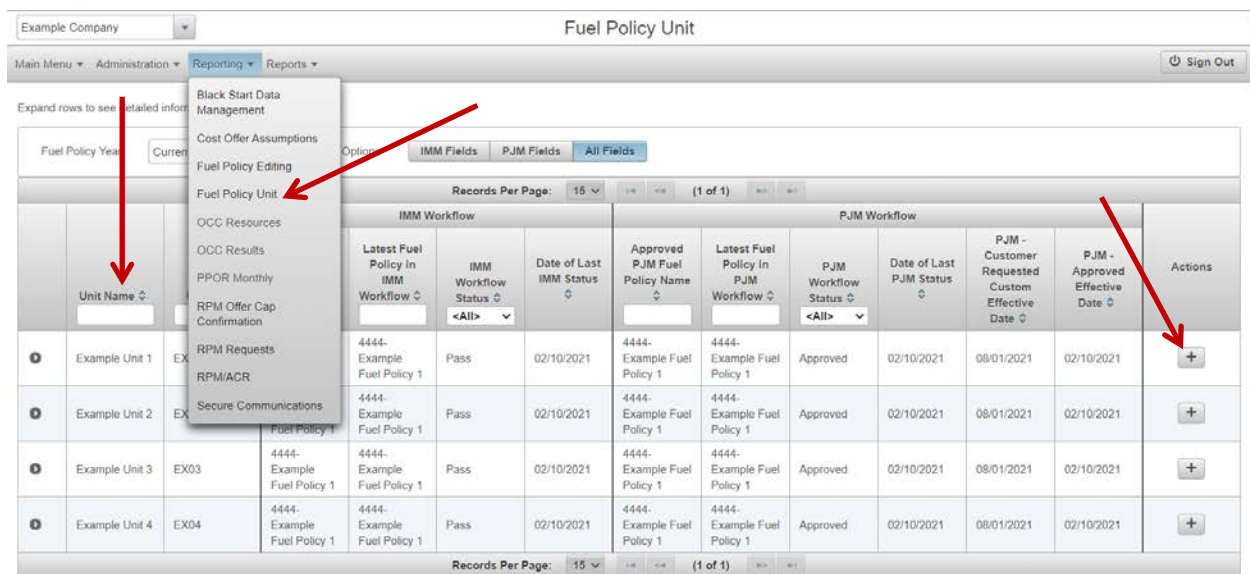 Example Company
Fuel Policy Unit
Main Menu Administration Reporting Reports
Sign Out
Black Start Data
Management
Cost Offer Assumptions
Fuel Policy Editing
Fuel Policy Unit
OCC Resources
OCC Results
PPOR Monthly
RPM Offer Cap
Confirmation
RPM Requests
RPM/ACR
Secure Communications
Expand rows to see detailed
Fuel Policy Year
IMM Fields PJM Fields All Fields
Records Per Page: 15 (1 of 1)
IMM Workflow PJM Workflow
Unit Name
Latest Fuel
Policy in
IMM
Workflow
IMM
Workflow
Status
<All>
Date of Last
IMM Status
Approved
PJM Fuel
Policy Name
Latest Fuel
Policy in
PJM
Workflow
PJM
Workflow
Status
<All>
Date of Last
PJM Status
PJM -
Customer
Requested
Custom
Effective
Date
PJM -
Approved
Effective
Date
Actions
Example Unit 1
4444-
Example
Fuel Policy 1
Pass
02/10/2021
4444-
Example Fuel
Policy 1
4444-
Example Fuel
Policy 1
Approved
02/10/2021
08/01/2021
02/10/2021
+
Example Unit 2
Fuel Policy 1
4444-
Example
Fuel Policy 1
Pass
02/10/2021
4444-
Example Fuel
Policy 1
4444-
Example Fuel
Policy 1
Approved
02/10/2021
08/01/2021
02/10/2021
+
Example Unit 3
EX03
4444-
Example
Fuel Policy 1
4444-
Example
Fuel Policy 1
Pass
02/10/2021
4444-
Example Fuel
Policy 1
4444-
Example Fuel
Policy 1
Approved
02/10/2021
08/01/2021
02/10/2021
+
Example Unit 4
EX04
4444-
Example
Fuel Policy 1
4444-
Example
Fuel Policy 1
Pass
02/10/2021
4444-
Example Fuel
Policy 1
4444-
Example Fuel
Policy 1
Approved
02/10/2021
08/01/2021
02/10/2021
+
Records Per Page: 15 (1 of 1)